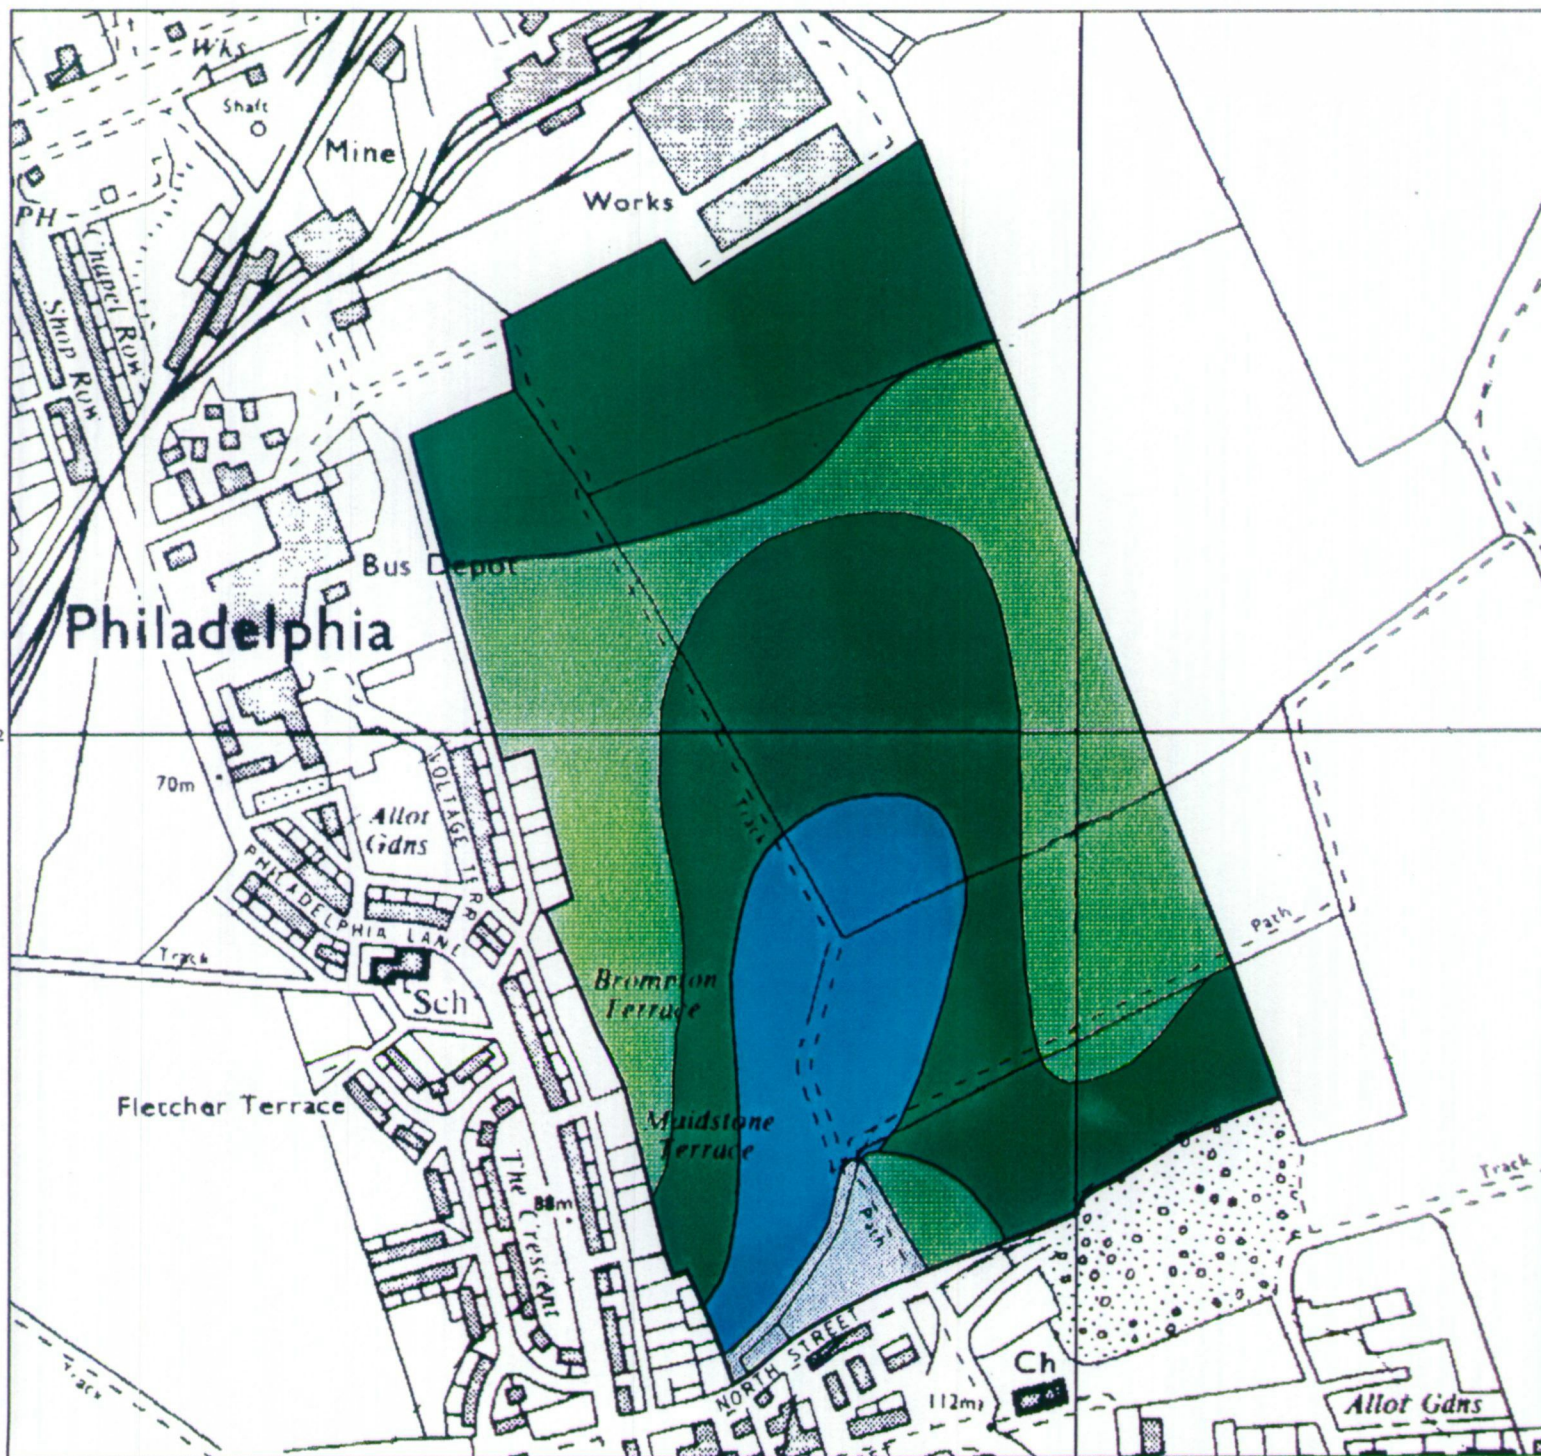 Wks
Shaft
Mine
Works
PH
Chapel Row
Shop Row
Bus Depot
Philadelphia
2
70m
Allot
Gdns
VOLTAGE TERR
Track
PHILADELPHIA LANE
Track
Sch
Path
Brompton
Terrace
Fletcher Terrace
Maidstone
Terrace
The Crescent
88m
Path
Track
NORTH STREET
Ch
112m
Track
Allot Gdns